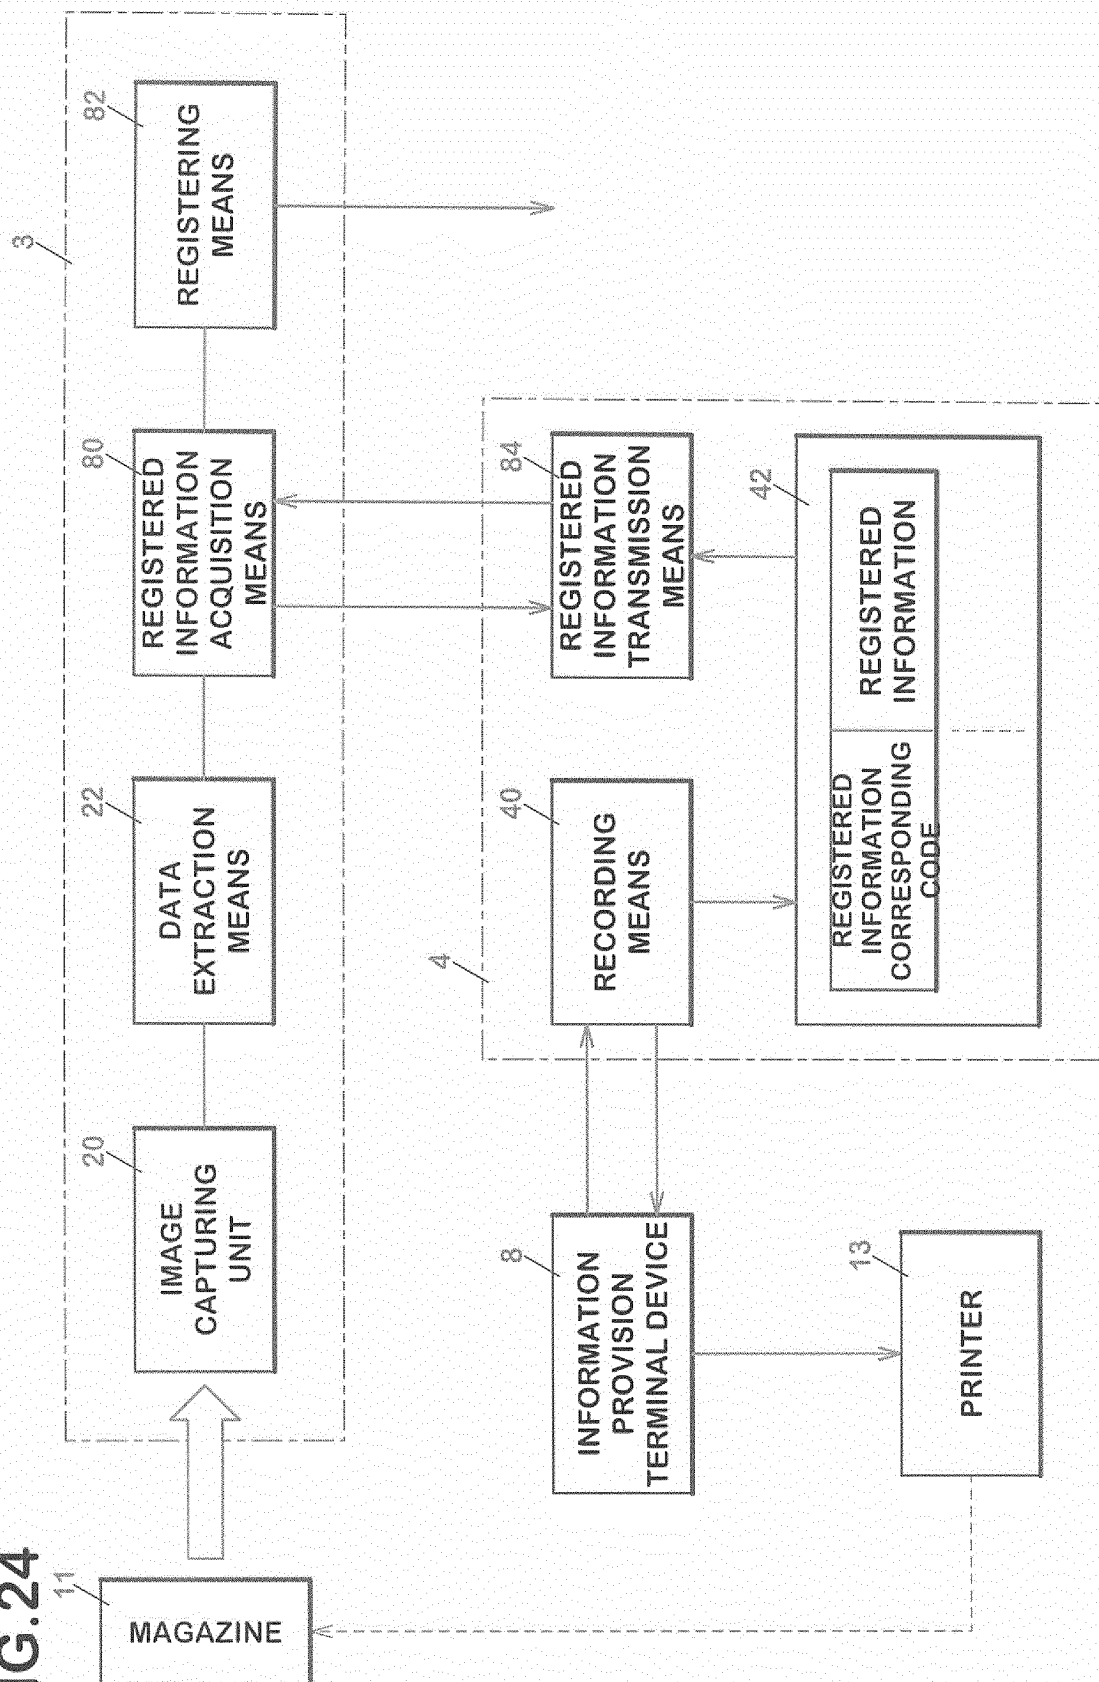 IG.24
11
MAGAZINE
3
20
IMAGE
CAPTURING
UNIT
22
DATA
EXTRACTION
MEANS
80
REGISTERED
INFORMATION
ACQUISITION
MEANS
82
REGISTERING
MEANS
8
INFORMATION
PROVISION
TERMINAL DEVICE
4
40
RECORDING
MEANS
84
REGISTERED
INFORMATION
TRANSMISSION
MEANS
13
PRINTER
42
REGISTERED
INFORMATION
CORRESPONDING
CODE
REGISTERED
INFORMATION